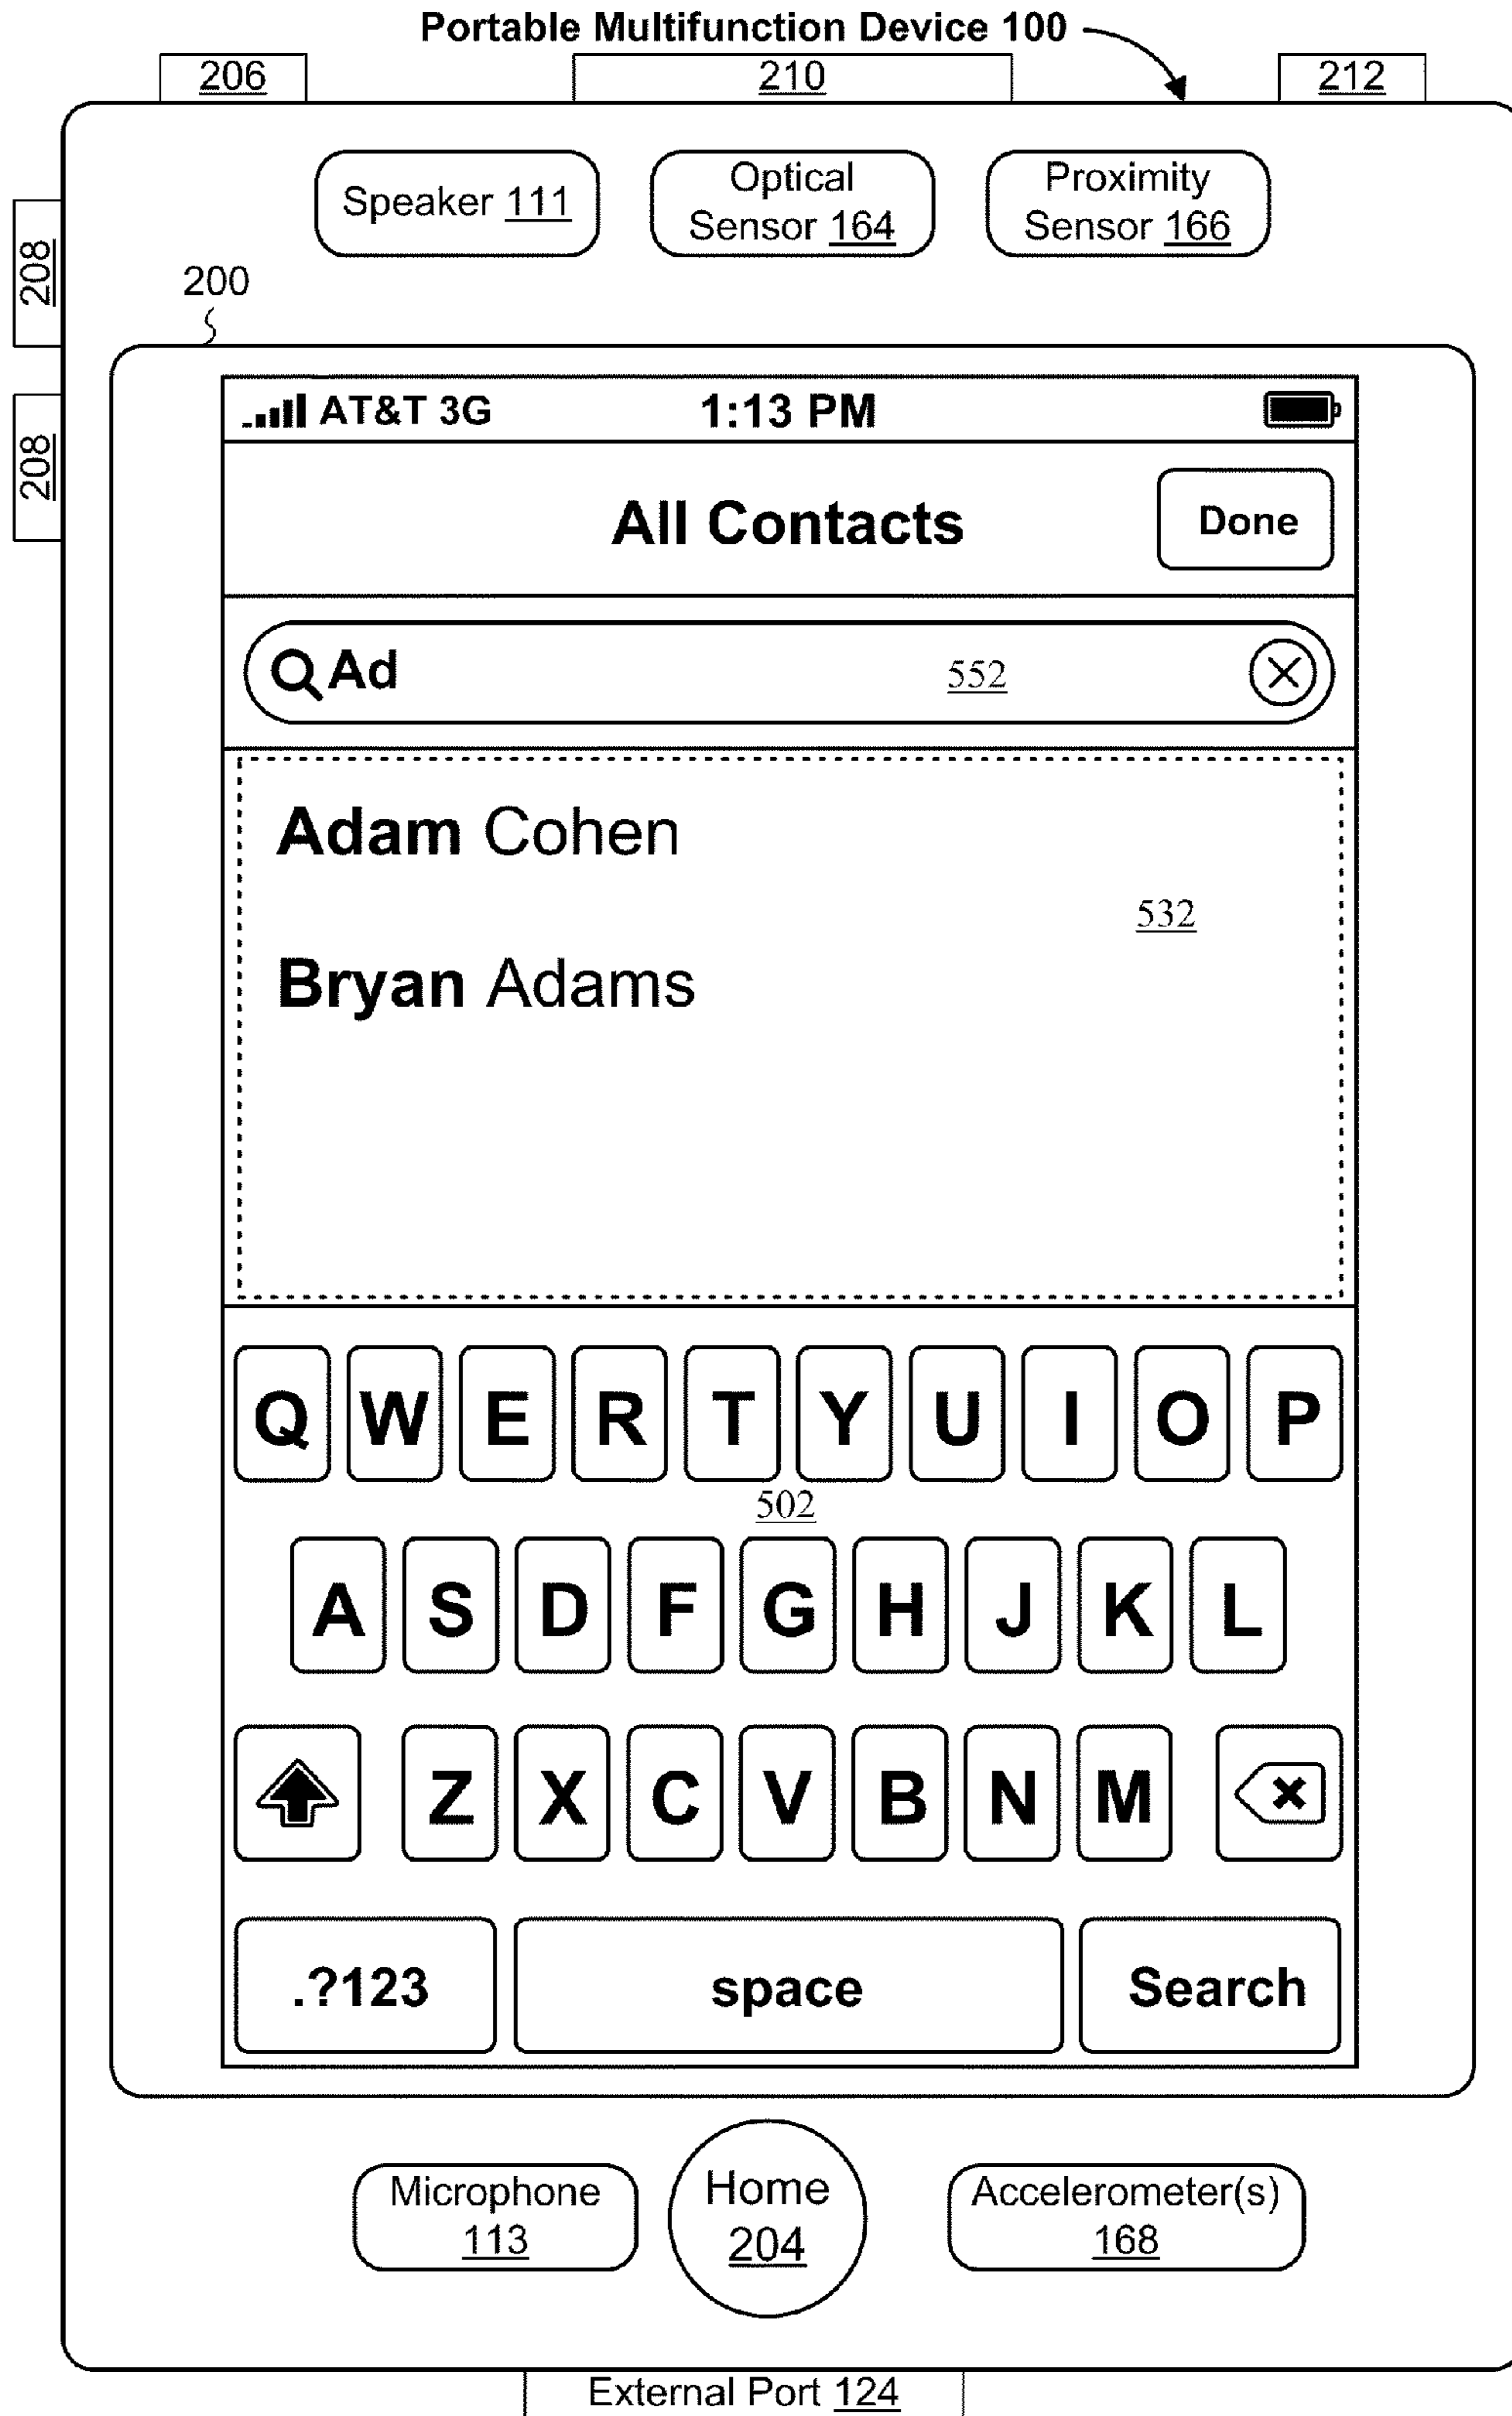 Portable Multifunction Device 100
206
210
212
Speaker 111
Optical
Sensor 164
Proximity
Sensor 166
208
200
208
AT&T 3G
1:13 PM
All Contacts
Done
Ad
552
Adam Cohen
532
Bryan Adams
Q W E R T Y U I O P
502
A S D F G H J K L
Z X C V B N M
.?123
space
Search
Microphone
113
Home
204
Accelerometer(s)
168
External Port 124